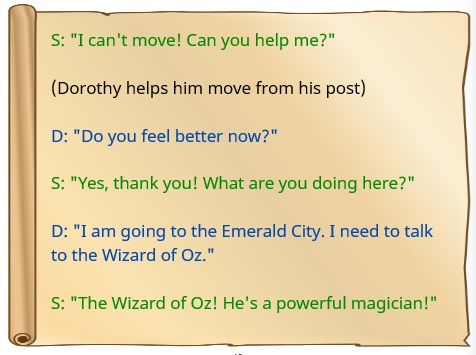 S: "I can't move! Can you help me?"
(Dorothy helps him move from his post)
D: "Do you feel better now?"
S: "Yes, thank you! What are you doing here?"
D: "I am going to the Emerald City. I need to talk
to the Wizard of Oz."
S: "The Wizard of Oz! He's a powerful magician!"